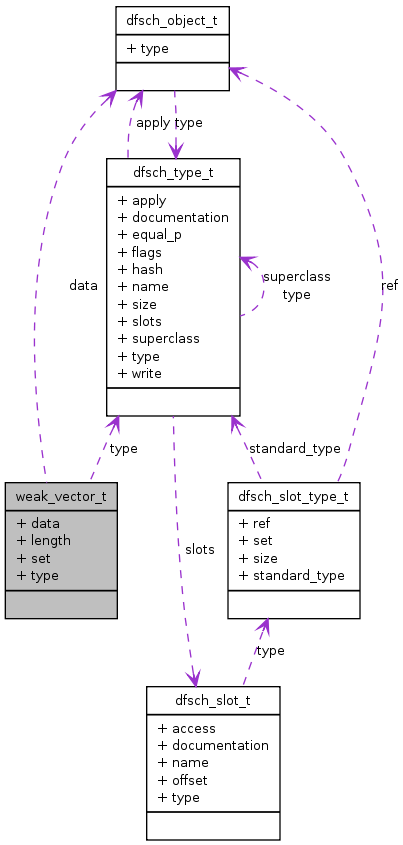 dfsch_object_t
+ type
apply type
dfsch_type_t
+ apply
+ documentation
+ equal_p
+ flags
+ hash
+ name
+ size
+ slots
+ superclass
+ type
+ write
superclass
type
data
ref
type
standard_type
weak_vector_t
+ data
+ length
+ set
+ type
dfsch_slot_type_t
+ ref
+ set
+ size
+ standard_type
slots
type
dfsch_slot_t
+ access
+ documentation
+ name
+ offset
+ type